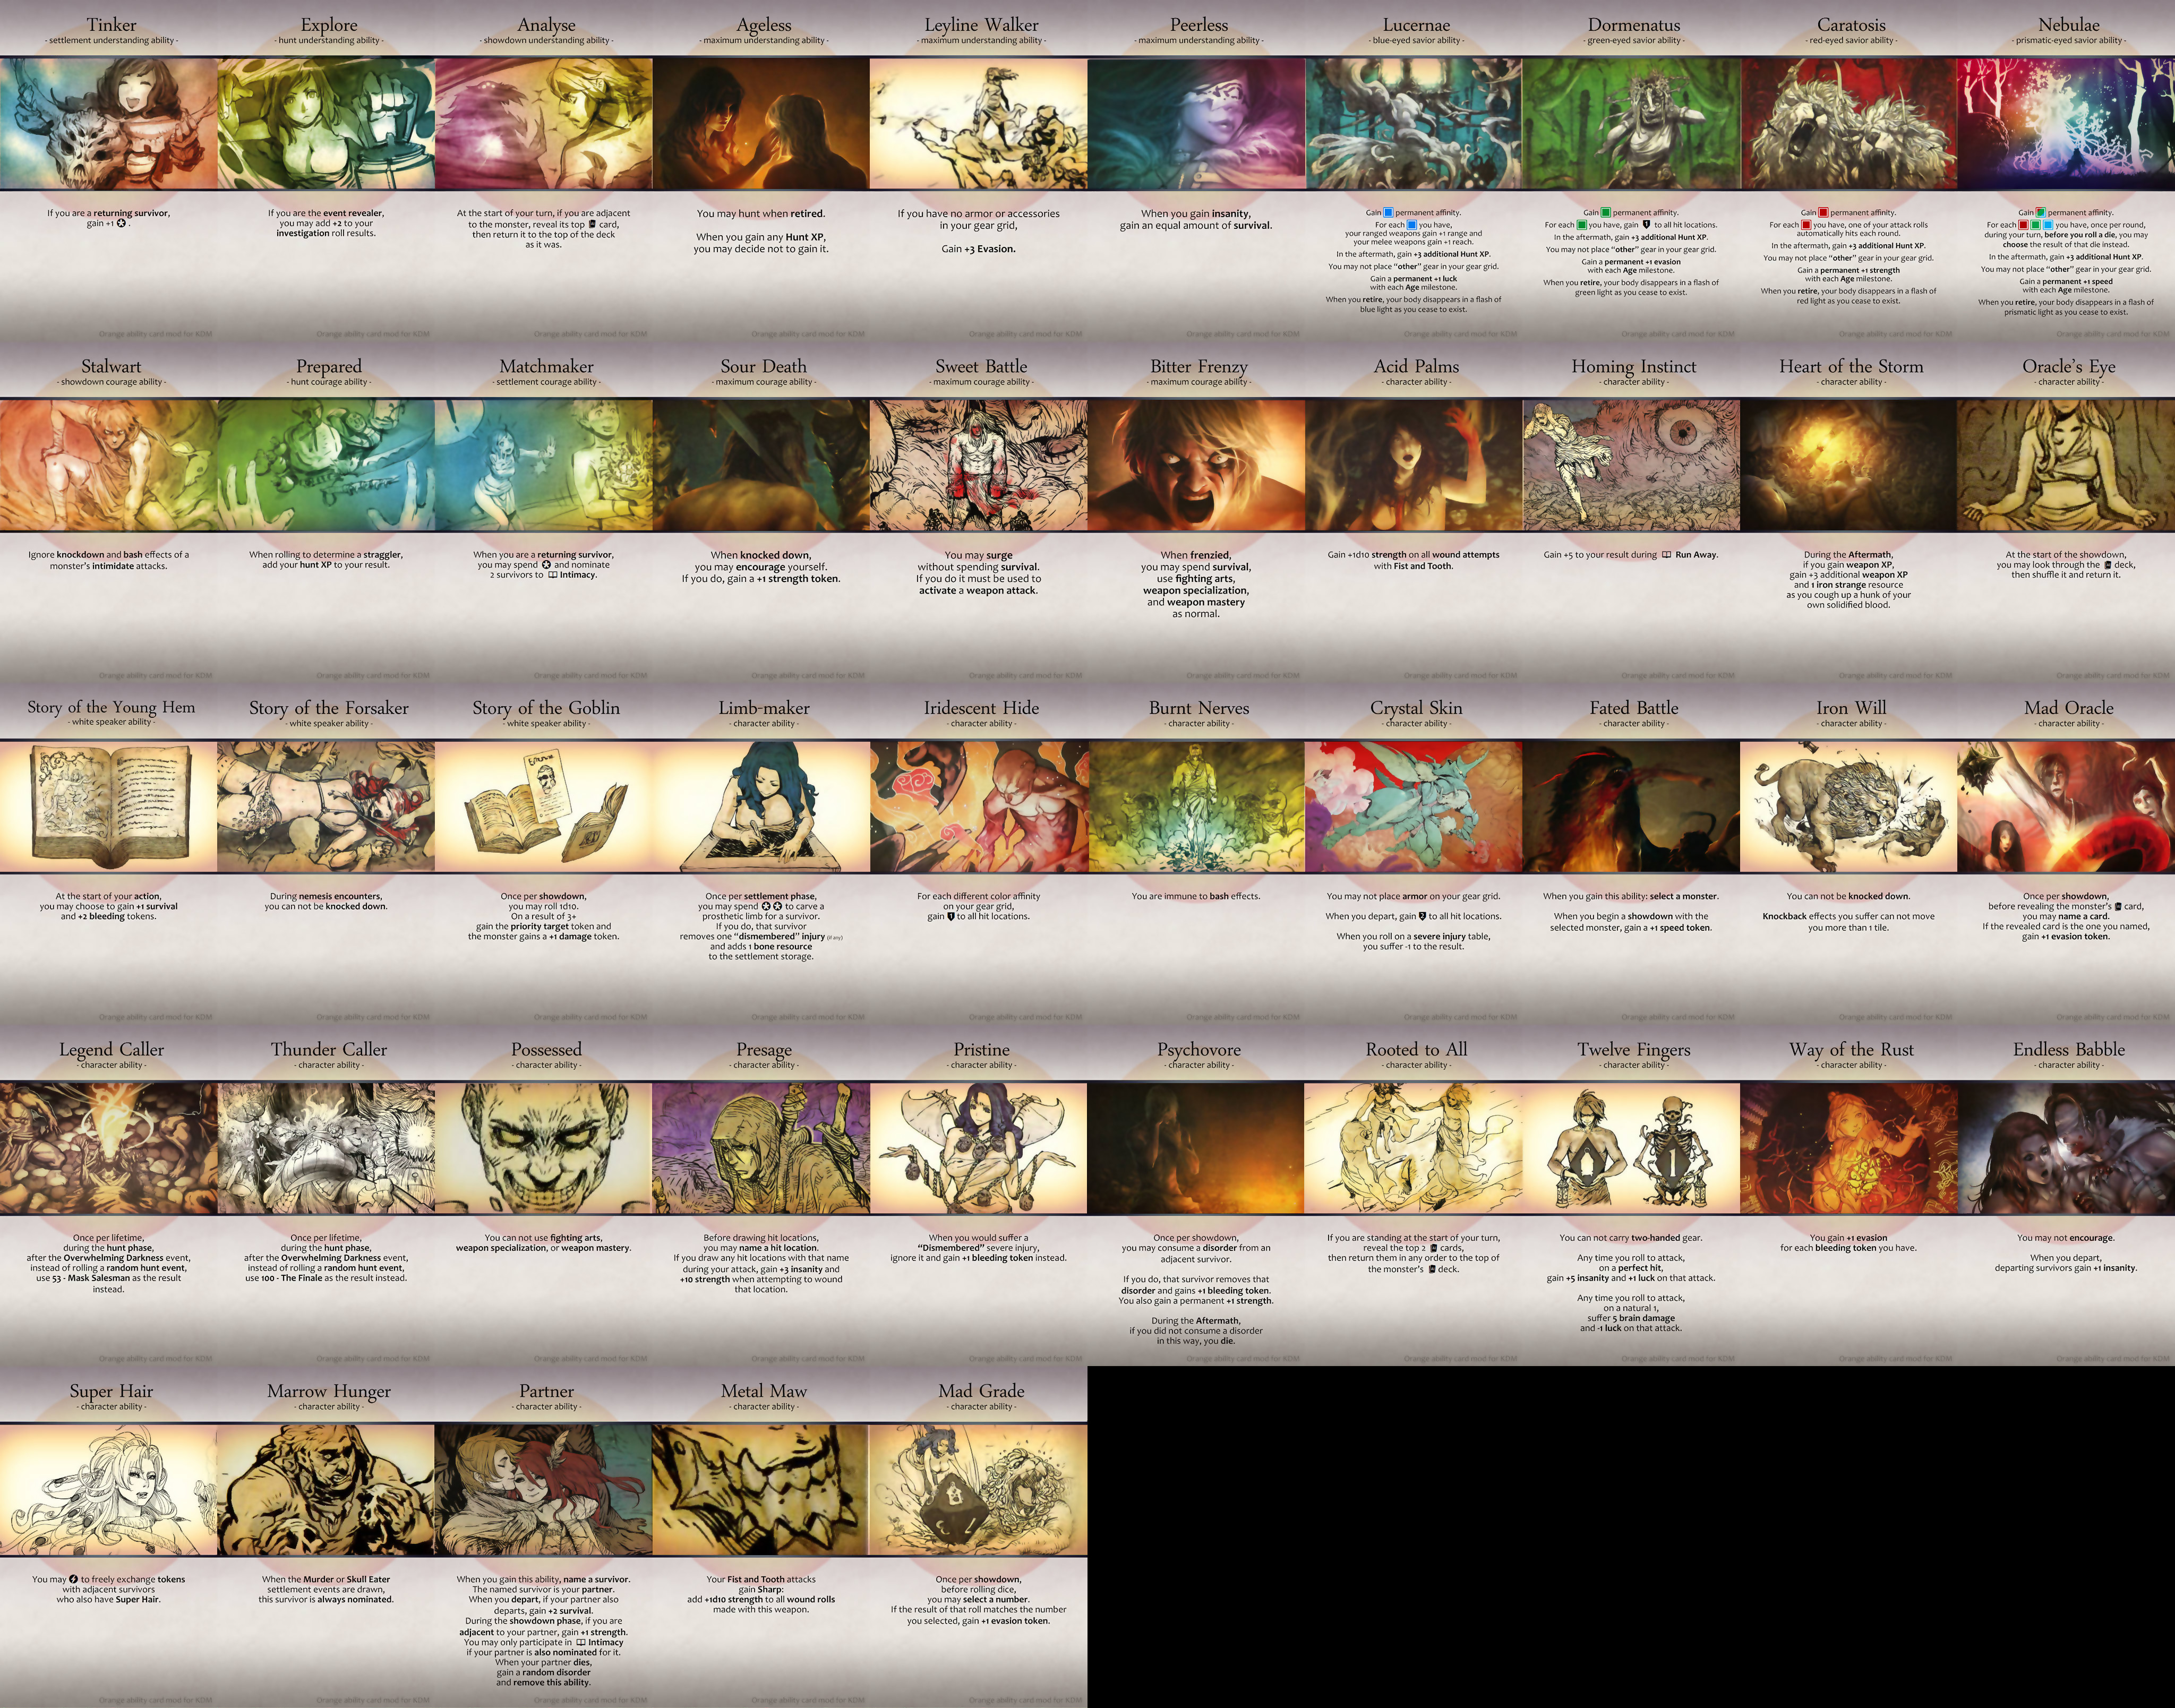 Tinker
- settlement understanding ability -
If you are a returning survivor,
gain +1 .
Orange ability card mod for KDM
Explore
- hunt understanding ability -
If you are the event revealer,
you may add +2 to your
investigation roll results.
Orange ability card mod for KDM
Analyse
- showdown understanding ability -
At the start of your turn, if you are adjacent
to the monster, reveal its top card,
then return it to the top of the deck
as it was.
Orange ability card mod for KDM
Ageless
- maximum understanding ability -
You may hunt when retired.
When you gain any Hunt XP,
you may decide not to gain it.
Orange ability card mod for KDM
Leyline Walker
- maximum understanding ability -
If you have no armor or accessories
in your gear grid,
Gain +3 Evasion.
Orange ability card mod for KDM
Peerless
- maximum understanding ability -
When you gain insanity,
gain an equal amount of survival.
Orange ability card mod for KDM
Lucernae
- blue-eyed savior ability -
Gain permanent affinity.
For each you have,
your ranged weapons gain +1 range and
your melee weapons gain +1 reach.
In the aftermath, gain +3 additional Hunt XP.
You may not place "other" gear in your gear grid.
Gain a permanent +1 luck
with each Age milestone.
When you retire, your body disappears in a flash of
blue light as you cease to exist.
Orange ability card mod for KDM
Dormenatus
- green-eyed savior ability -
Gain permanent affinity.
For each you have, gain 1 to all hit locations.
In the aftermath, gain +3 additional Hunt XP.
You may not place "other" gear in your gear grid.
Gain a permanent +1 evasion
with each Age milestone.
When you retire, your body disappears in a flash of
green light as you cease to exist.
Orange ability card mod for KDM
Caratosis
- red-eyed savior ability -
Gain permanent affinity.
For each you have, one of your attack rolls
automatically hits each round.
In the aftermath, gain +3 additional Hunt XP.
You may not place "other" gear in your gear grid.
Gain a permanent +1 strength
with each Age milestone.
When you retire, your body disappears in a flash of
red light as you cease to exist.
Orange ability card mod for KDM
Nebulae
- prismatic-eyed savior ability -
Gain permanent affinity.
For each you have, once per round,
during your turn, before you roll a die, you may
choose the result of that die instead.
In the aftermath, gain +3 additional Hunt XP.
You may not place "other" gear in your gear grid.
Gain a permanent +1 speed
with each Age milestone.
When you retire, your body disappears in a flash of
prismatic light as you cease to exist.
Orange ability card mod for KDM
Stalwart
- showdown courage ability -
Ignore knockdown and bash effects of a
monster's intimidate attacks.
Orange ability card mod for KDM
Prepared
- hunt courage ability -
When rolling to determine a straggler,
add your hunt XP to your result.
Orange ability card mod for KDM
Matchmaker
- settlement courage ability -
When you are a returning survivor,
you may spend and nominate
2 survivors to Intimacy.
Orange ability card mod for KDM
Sour Death
- maximum courage ability -
When knocked down,
you may encourage yourself.
If you do, gain a +1 strength token.
Orange ability card mod for KDM
Sweet Battle
- maximum courage ability -
You may surge
without spending survival.
If you do it must be used to
activate a weapon attack.
Orange ability card mod for KDM
Bitter Frenzy
- maximum courage ability -
When frenzied,
you may spend survival,
use fighting arts,
weapon specialization,
and weapon mastery
as normal.
Orange ability card mod for KDM
Acid Palms
- character ability -
Gain +1d10 strength on all wound attempts
with Fist and Tooth.
Orange ability card mod for KDM
Homing Instinct
- character ability -
Gain +5 to your result during Run Away.
Orange ability card mod for KDM
Heart of the Storm
- character ability -
During the Aftermath,
if you gain weapon XP,
gain +3 additional weapon XP
and 1 iron strange resource
as you cough up a hunk of your
own solidified blood.
Orange ability card mod for KDM
Oracle's Eye
- character ability -
At the start of the showdown,
you may look through the deck,
then shuffle it and return it.
Orange ability card mod for KDM
Story of the Young Hem
- white speaker ability -
At the start of your action,
you may choose to gain +1 survival
and +2 bleeding tokens.
Orange ability card mod for KDM
Story of the Forsaker
- white speaker ability -
During nemesis encounters,
you can not be knocked down.
Orange ability card mod for KDM
Story of the Goblin
- white speaker ability -
Once per showdown,
you may roll 1d10.
On a result of 3+
gain the priority target token and
the monster gains a +1 damage token.
Orange ability card mod for KDM
Limb-maker
- character ability -
Once per settlement phase,
you may spend to carve a
prosthetic limb for a survivor.
If you do, that survivor
removes one "dismembered" injury (if any)
and adds 1 bone resource
to the settlement storage.
Orange ability card mod for KDM
Iridescent Hide
- character ability -
For each different color affinity
on your gear grid,
gain 1 to all hit locations.
Orange ability card mod for KDM
Burnt Nerves
- character ability -
You are immune to bash effects.
Orange ability card mod for KDM
Crystal Skin
- character ability -
You may not place armor on your gear grid.
When you depart, gain 2 to all hit locations.
When you roll on a severe injury table,
you suffer -1 to the result.
Orange ability card mod for KDM
Fated Battle
- character ability -
When you gain this ability: select a monster.
When you begin a showdown with the
selected monster, gain a +1 speed token.
Orange ability card mod for KDM
Iron Will
- character ability -
You can not be knocked down.
Knockback effects you suffer can not move
you more than 1 tile.
Orange ability card mod for KDM
Mad Oracle
- character ability -
Once per showdown,
before revealing the monster's card,
you may name a card.
If the revealed card is the one you named,
gain +1 evasion token.
Orange ability card mod for KDM
Legend Caller
- character ability -
Once per lifetime,
during the hunt phase,
after the Overwhelming Darkness event,
instead of rolling a random hunt event,
use 53 - Mask Salesman as the result
instead.
Orange ability card mod for KDM
Thunder Caller
- character ability -
Once per lifetime,
during the hunt phase,
after the Overwhelming Darkness event,
instead of rolling a random hunt event,
use 100 - The Finale as the result instead.
Orange ability card mod for KDM
Possessed
- character ability -
You can not use fighting arts,
weapon specialization, or weapon mastery.
Orange ability card mod for KDM
Presage
- character ability -
Before drawing hit locations,
you may name a hit location.
If you draw any hit locations with that name
during your attack, gain +3 insanity and
+10 strength when attempting to wound
that location.
Orange ability card mod for KDM
Pristine
- character ability -
When you would suffer a
"Dismembered" severe injury,
ignore it and gain +1 bleeding token instead.
Orange ability card mod for KDM
Psychovore
- character ability -
Once per showdown,
you may consume a disorder from an
adjacent survivor.
If you do, that survivor removes that
disorder and gains +1 bleeding token.
You also gain a permanent +1 strength.
During the Aftermath,
if you did not consume a disorder
in this way, you die.
Orange ability card mod for KDM
Rooted to All
- character ability -
If you are standing at the start of your turn,
reveal the top 2 cards,
then return them in any order to the top of
the monster's deck.
Orange ability card mod for KDM
Twelve Fingers
- character ability -
You can not carry two-handed gear.
Any time you roll to attack,
on a perfect hit,
gain +5 insanity and +1 luck on that attack.
Any time you roll to attack,
on a natural 1,
suffer 5 brain damage
and -1 luck on that attack.
Orange ability card mod for KDM
Way of the Rust
- character ability -
You gain +1 evasion
for each bleeding token you have.
Orange ability card mod for KDM
Endless Babble
- character ability -
You may not encourage.
When you depart,
departing survivors gain +1 insanity.
Orange ability card mod for KDM
Super Hair
- character ability -
You may to freely exchange tokens
with adjacent survivors
who also have Super Hair.
Orange ability card mod for KDM
Marrow Hunger
- character ability -
When the Murder or Skull Eater
settlement events are drawn,
this survivor is always nominated.
Orange ability card mod for KDM
Partner
- character ability -
When you gain this ability, name a survivor.
The named survivor is your partner.
When you depart, if your partner also
departs, gain +2 survival.
During the showdown phase, if you are
adjacent to your partner, gain +1 strength.
You may only participate in Intimacy
if your partner is also nominated for it.
When your partner dies,
gain a random disorder
and remove this ability.
Orange ability card mod for KDM
Metal Maw
- character ability -
Your Fist and Tooth attacks
gain Sharp:
add +1d10 strength to all wound rolls
made with this weapon.
Orange ability card mod for KDM
Mad Grade
- character ability -
Once per showdown,
before rolling dice,
you may select a number.
If the result of that roll matches the number
you selected, gain +1 evasion token.
Orange ability card mod for KDM